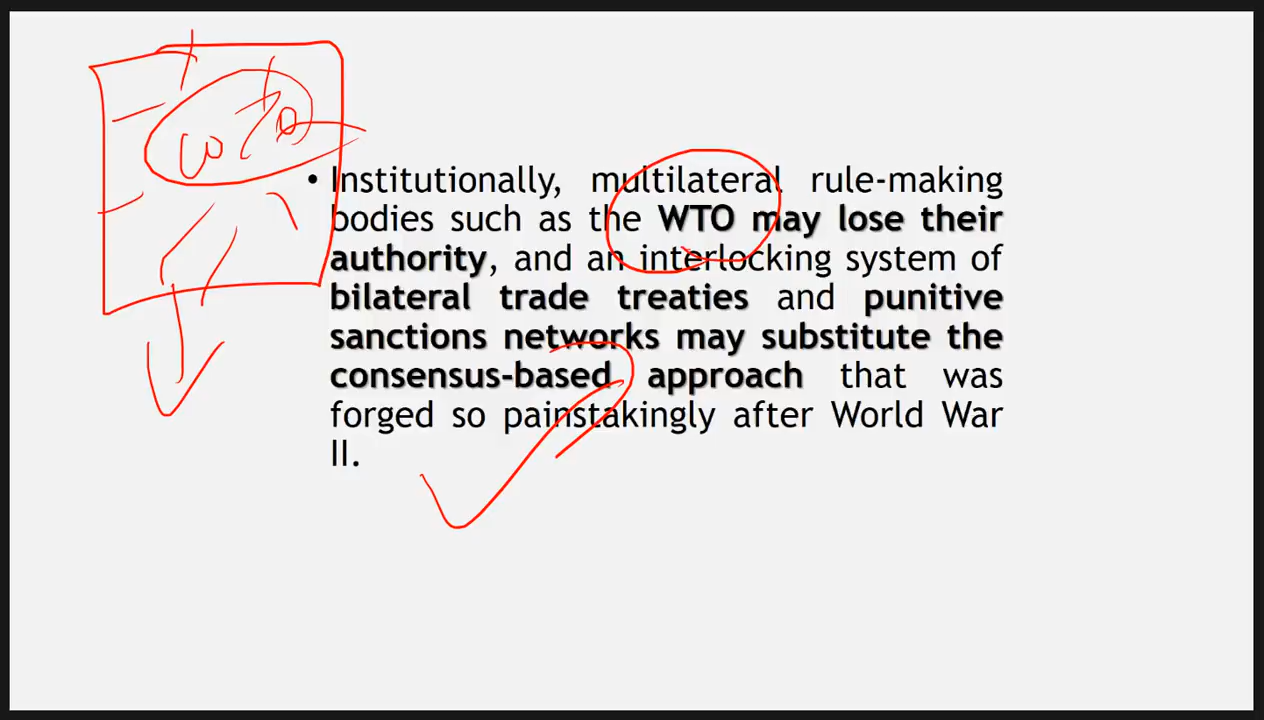 wto
• Institutionally, multilateral rule-making
bodies such as the WTO may lose their
authority, and an interlocking system of
bilateral trade treaties and punitive
sanctions networks may substitute the
consensus-based approach that was
forged so painstakingly after World War
II.